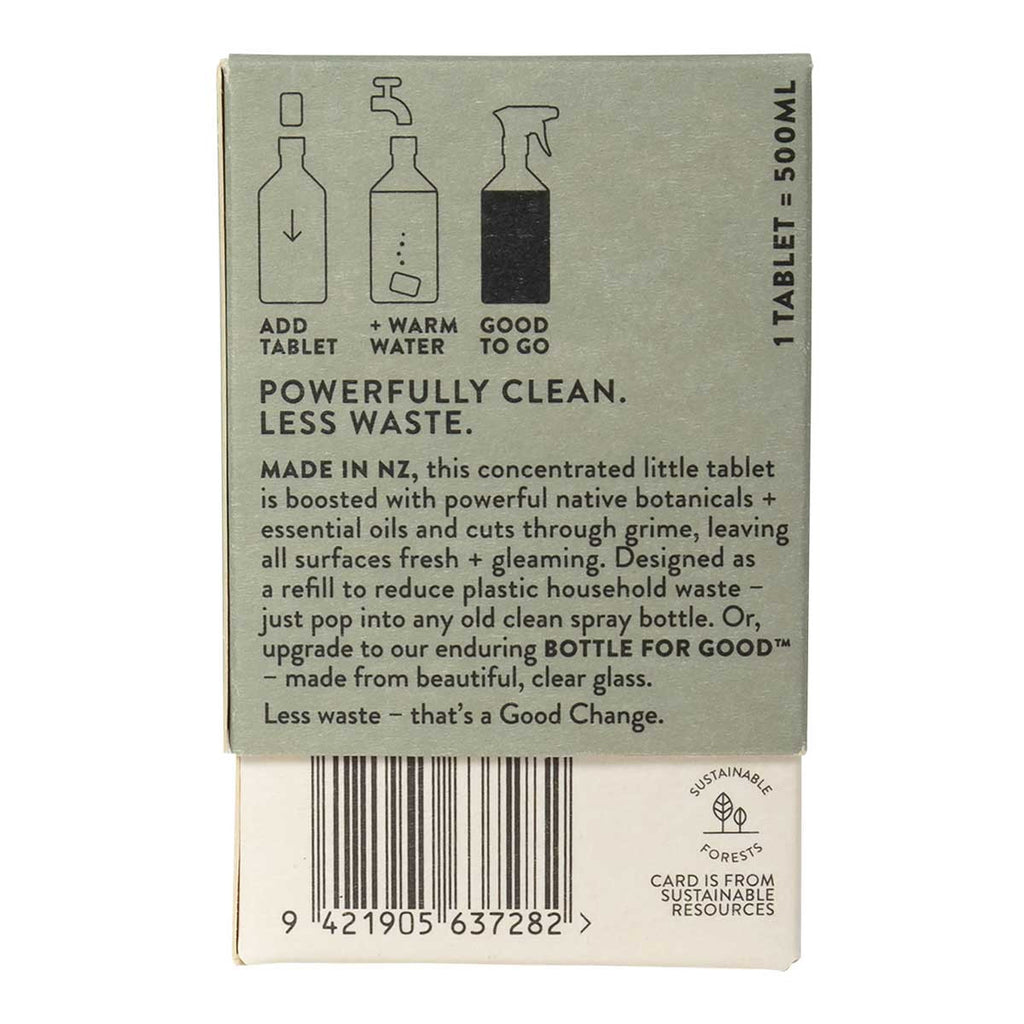 ADD
TABLET
+ WARM
WATER
GOOD
TO GO
1 TABLET = 500ML
POWERFULLY CLEAN.
LESS WASTE.
MADE IN NZ, this concentrated little tablet
is boosted with powerful native botanicals +
essential oils and cuts through grime, leaving
all surfaces fresh + gleaming. Designed as
a refill to reduce plastic household waste –
just pop into any old clean spray bottle. Or,
upgrade to our enduring BOTTLE FOR GOOD™
– made from beautiful, clear glass.
Less waste – that's a Good Change.
SUSTAINABLE
FORESTS
CARD IS FROM
SUSTAINABLE
RESOURCES
9 421905 637282 >